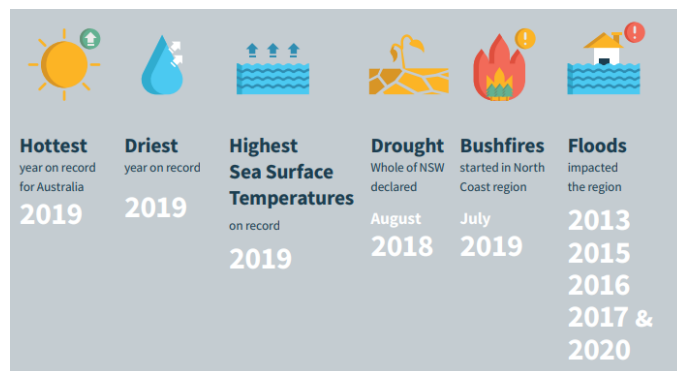 Hottest
year on record
for Australia
2019
Driest
year on record
2019
Highest
Sea Surface
Temperatures
on record
2019
Drought
Whole of NSW
declared
August
2018
Bushfires
started in North
Coast region
July
2019
Floods
impacted
the region
2013
2015
2016
2017 &
2020